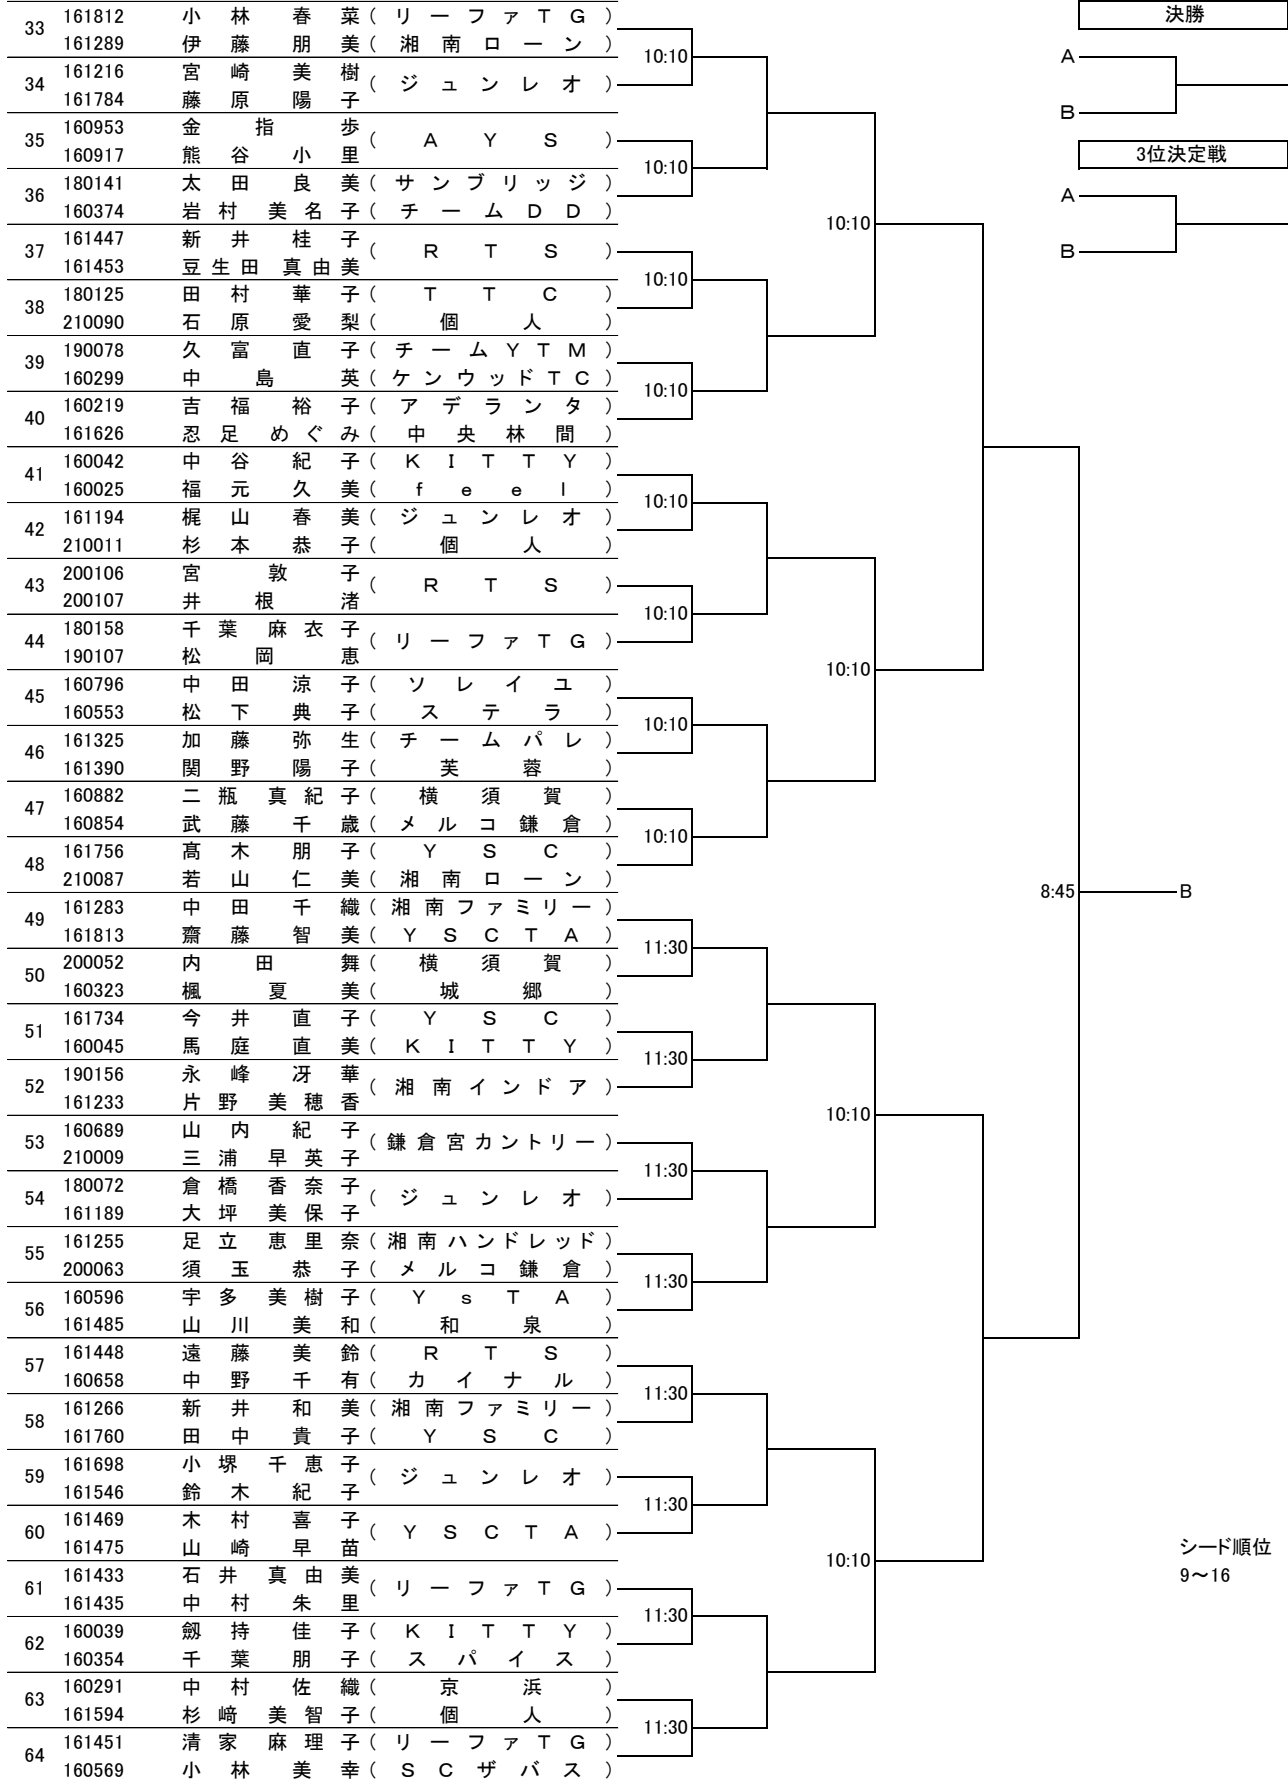 33 161812 小林 春菜 (リーファTG)
161289 伊藤 朋美 (湘南ローン)
10:10
34 161216 宮崎 美樹 (ジュンレオ)
161784 藤原 陽子
35 160953 金指 歩 (AYS)
160917 熊谷 小里
10:10
36 180141 太田 良美 (サンブリッジ)
160374 岩村 美名子 (チームDD)
10:10
37 161447 新井 桂子 (RTS)
161453 豆生田 真由美
10:10
38 180125 田村 華子 (TTC)
210090 石原 愛梨 (個人)
39 190078 久富 直子 (チームYTM)
160299 中島 英 (ケンウッドTC)
10:10
40 160219 吉福 裕子 (アデランタ)
161626 忍足 めぐみ (中央林間)
41 160042 中谷 紀子 (KITTY)
160025 福元 久美 (feel)
10:10
42 161194 梶山 春美 (ジュンレオ)
210011 杉本 恭子 (個人)
43 200106 宮 敦子 (RTS)
200107 井根 渚
10:10
44 180158 千葉 麻衣子 (リーファTG)
190107 松岡 恵
10:10
45 160796 中田 涼子 (ソレイユ)
160553 松下 典子 (ステラ)
10:10
46 161325 加藤 弥生 (チームパレ)
161390 関野 陽子 (芙蓉)
47 160882 二瓶 真紀子 (横須賀)
160854 武藤 千歳 (メルコ鎌倉)
10:10
48 161756 髙木 朋子 (YSC)
210087 若山 仁美 (湘南ローン)
8:45 B
49 161283 中田 千織 (湘南ファミリー)
161813 齋藤 智美 (YSCTA)
11:30
50 200052 内田 舞 (横須賀)
160323 楓 夏美 (城郷)
51 161734 今井 直子 (YSC)
160045 馬庭 直美 (KITTY)
11:30
52 190156 永峰 冴華 (湘南インドア)
161233 片野 美穂香
10:10
53 160689 山内 紀子 (鎌倉宮カントリー)
210009 三浦 早英子
11:30
54 180072 倉橋 香奈子 (ジュンレオ)
161189 大坪 美保子
55 161255 足立 恵里奈 (湘南ハンドレッド)
200063 須玉 恭子 (メルコ鎌倉)
11:30
56 160596 宇多 美樹子 (YsTA)
161485 山川 美和 (和泉)
57 161448 遠藤 美鈴 (RTS)
160658 中野 千有 (カイナル)
11:30
58 161266 新井 和美 (湘南ファミリー)
161760 田中 貴子 (YSC)
59 161698 小堺 千恵子 (ジュンレオ)
161546 鈴木 紀子
11:30
60 161469 木村 喜子 (YSCTA)
161475 山崎 早苗
10:10
61 161433 石井 真由美 (リーファTG)
161435 中村 朱里
11:30
62 160039 劔持 佳子 (KITTY)
160354 千葉 朋子 (スパイス)
63 160291 中村 佐織 (京浜)
161594 杉﨑 美智子 (個人)
11:30
64 161451 清家 麻理子 (リーファTG)
160569 小林 美幸 (SCザバス)
決勝
A
B
3位決定戦
A
B
シード順位
9～16